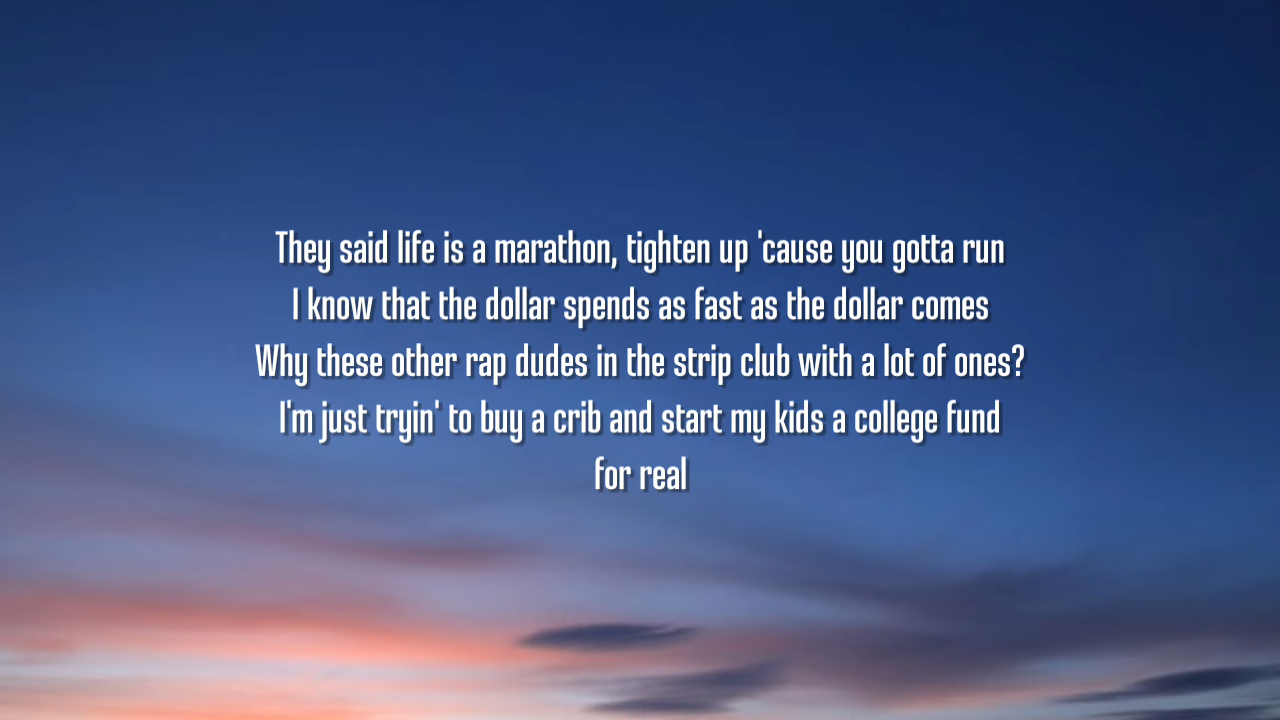 They said life is a marathon, tighten up 'cause you gotta run
I know that the dollar spends as fast as the dollar comes
Why these other rap dudes in the strip club with a lot of ones?
I'm just tryin' to buy a crib and start my kids a college fund
for real